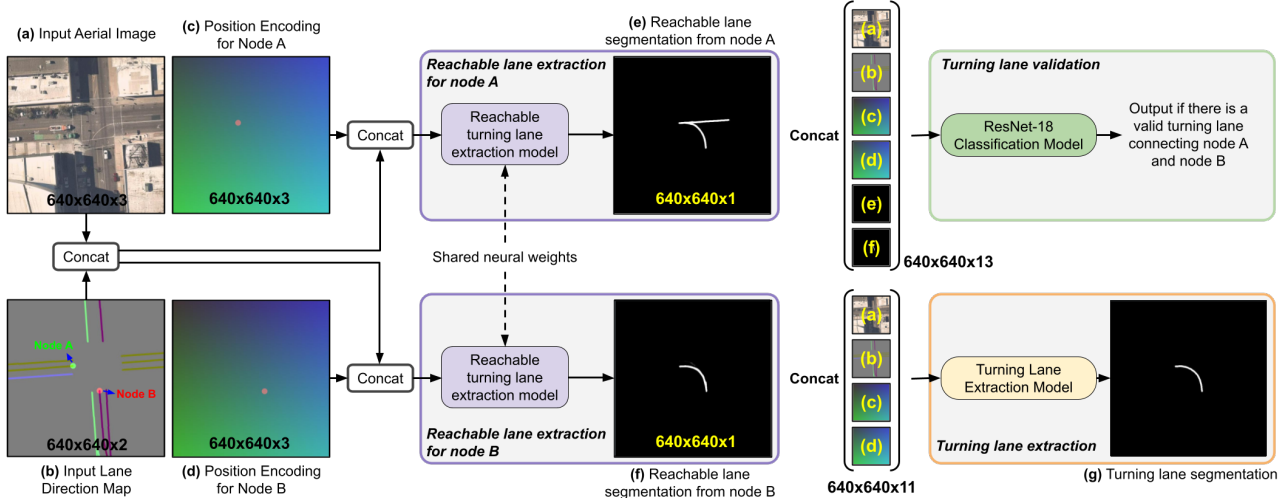 (a) Input Aerial Image
640x640x3
(c) Position Encoding
for Node A
640x640x3
Concat
Concat
Node A
Node B
640x640x2
(b) Input Lane
Direction Map
640x640x3
(d) Position Encoding
for Node B
Concat
(e) Reachable lane
segmentation from node A
Reachable lane extraction
for node A
Reachable
turning lane
extraction model
640x640x1
Shared neural weights
Reachable
turning lane
extraction model
Reachable lane extraction
for node B
640x640x1
(f) Reachable lane
segmentation from node B
Concat
(a)
(b)
(c)
(d)
(e)
(f)
640x640x13
Turning lane validation
ResNet-18
Classification Model
Output if there is a
valid turning lane
connecting node A
and node B
Concat
(a)
(b)
(c)
(d)
640x640x11
Turning Lane
Extraction Model
Turning lane extraction
(g) Turning lane segmentation